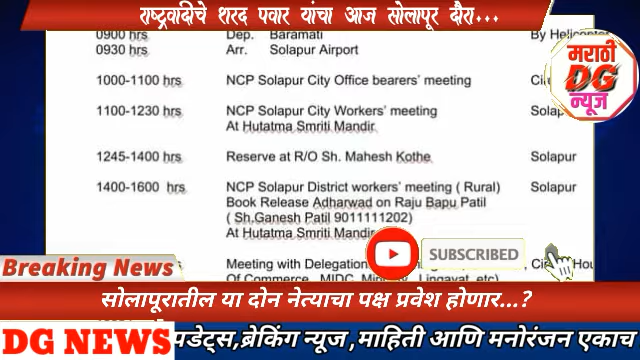 राष्ट्रवादीचे शरद पवार यांचा आज सोलापूर दौरा...
0900 hrs Dep. Baramati By Helicopter
0930 hrs Arr. Solapur Airport
मराठी
DG
न्यूज
1000-1100 hrs NCP Solapur City Office bearers' meeting
1100-1230 hrs NCP Solapur City Workers' meeting Solap
At Hutatma Smriti Mandir
1245-1400 hrs Reserve at R/O Sh. Mahesh Kothe Solapur
1400-1600 hrs NCP Solapur District workers' meeting ( Rural) Solapur
Book Release Adharwad on Raju Bapu Patil
( Sh.Ganesh Patil 9011111202)
At Hutatma Smriti Mandir
SUBSCRIBED
Breaking News
Meeting with Delegation
Of Commerce, MIDC, Lingayat, etc)
सोलापूरातील या दोन नेत्याचा पक्ष प्रवेश होणार...?
DG NEWS पडेट्स,ब्रेकिंग न्यूज ,माहिती आणि मनोरंजन एकाच